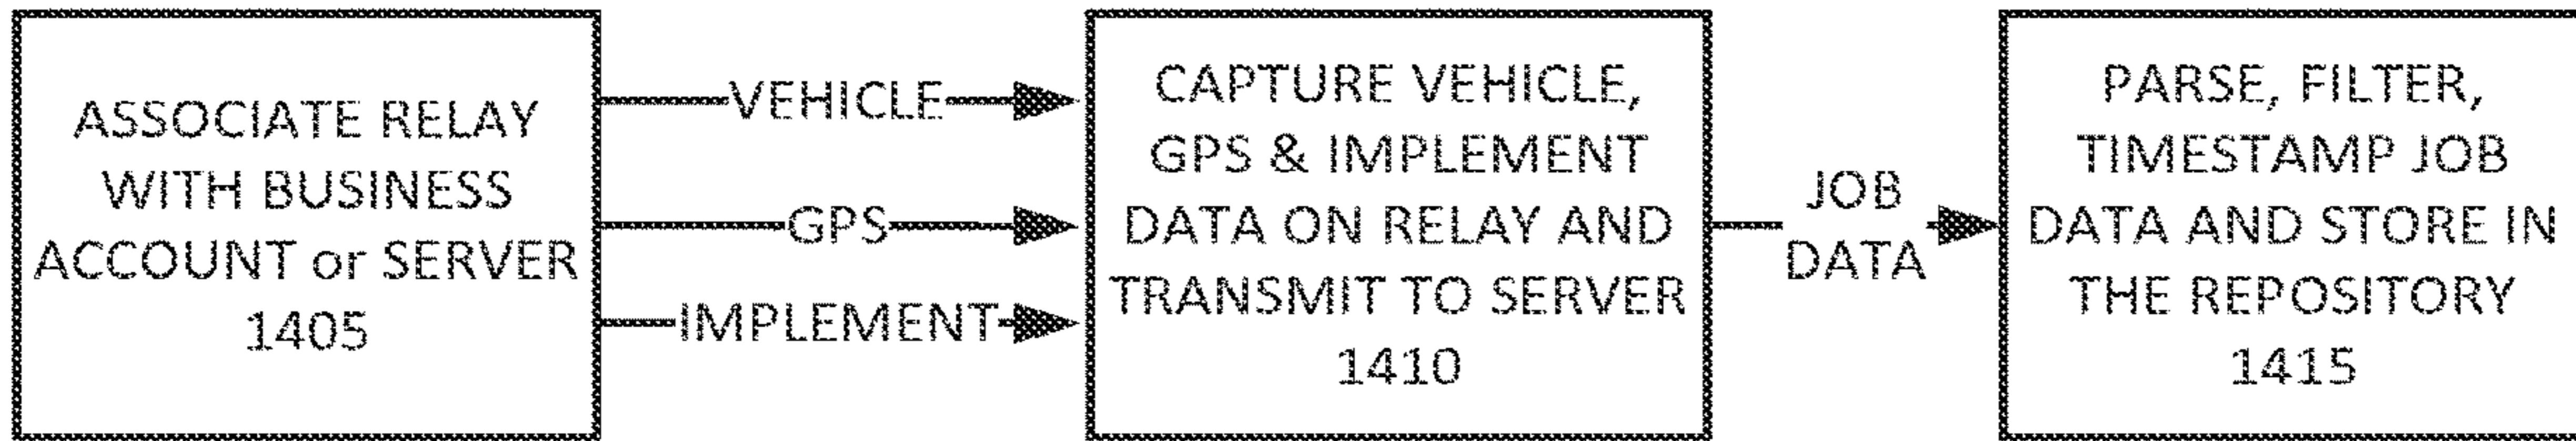 ASSOCIATE RELAY
WITH BUSINESS
ACCOUNT or SERVER
1405
VEHICLE
GPS
IMPLEMENT
CAPTURE VEHICLE,
GPS & IMPLEMENT
DATA ON RELAY AND
TRANSMIT TO SERVER
1410
JOB
DATA
PARSE, FILTER,
TIMESTAMP JOB
DATA AND STORE IN
THE REPOSITORY
1415